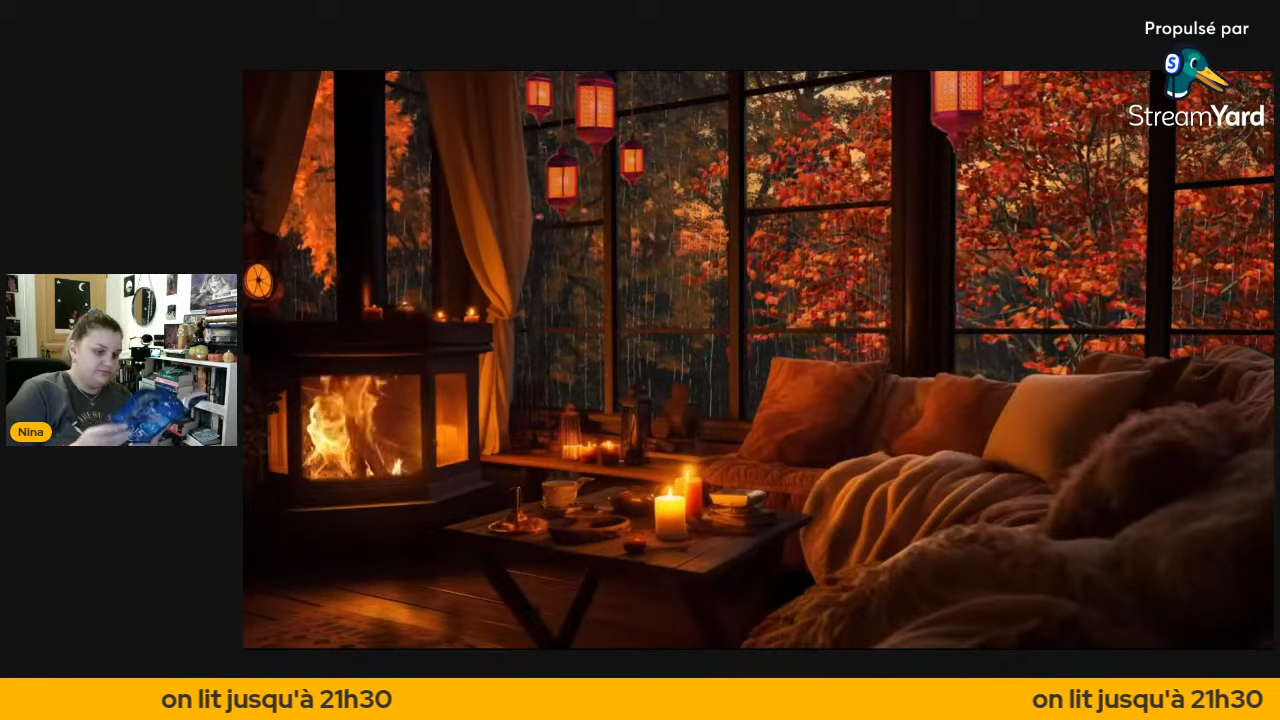 Propulsé par
S
StreamYard
Nina
on lit jusqu'à 21h30
on lit jusqu'à 21h30